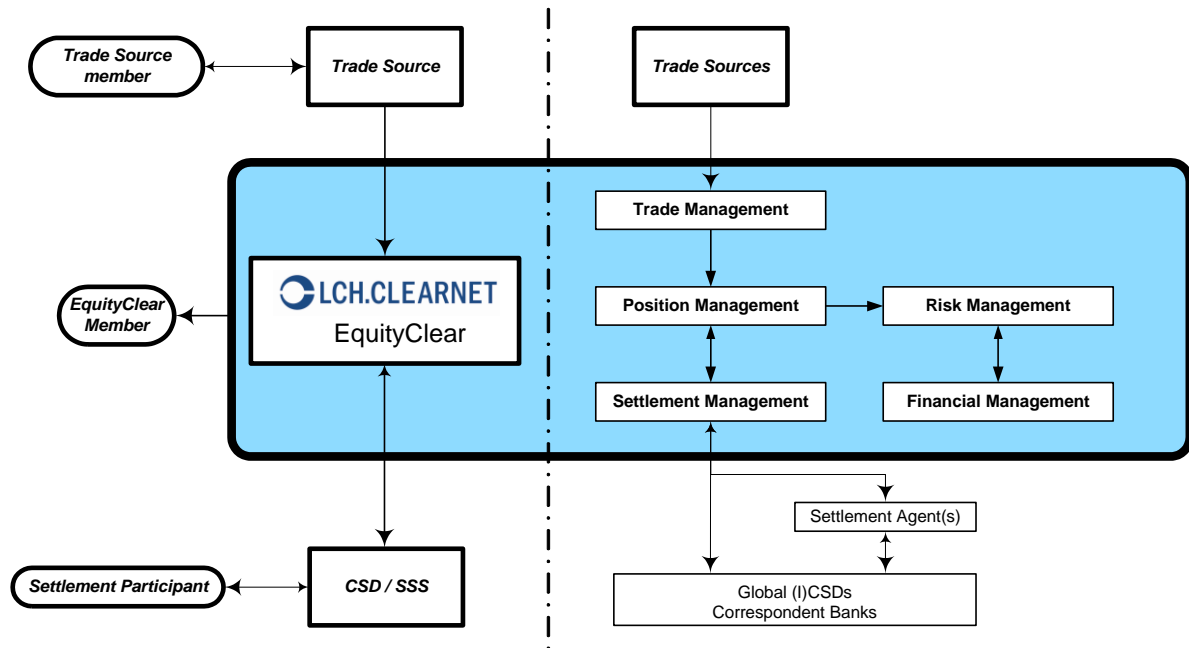 Trade Source
member
Trade Source
Trade Sources
Trade Management
EquityClear
Member
LCH.CLEARNET
EquityClear
Position Management
Risk Management
Settlement Management
Financial Management
Settlement Agent(s)
Settlement Participant
CSD / SSS
Global (I)CSDs
Correspondent Banks